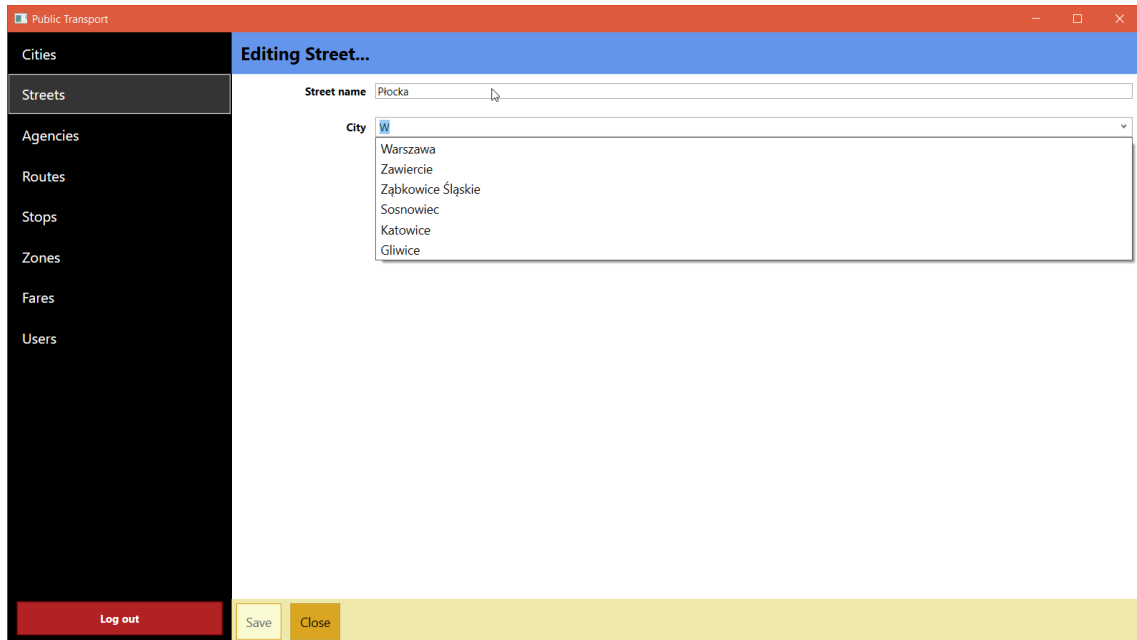 Public Transport
Cities
Streets
Agencies
Routes
Stops
Zones
Fares
Users
Log out
Editing Street...
Street name Płocka
City W
Warszawa
Zawiercie
Ząbkowice Śląskie
Sosnowiec
Katowice
Gliwice
Save Close